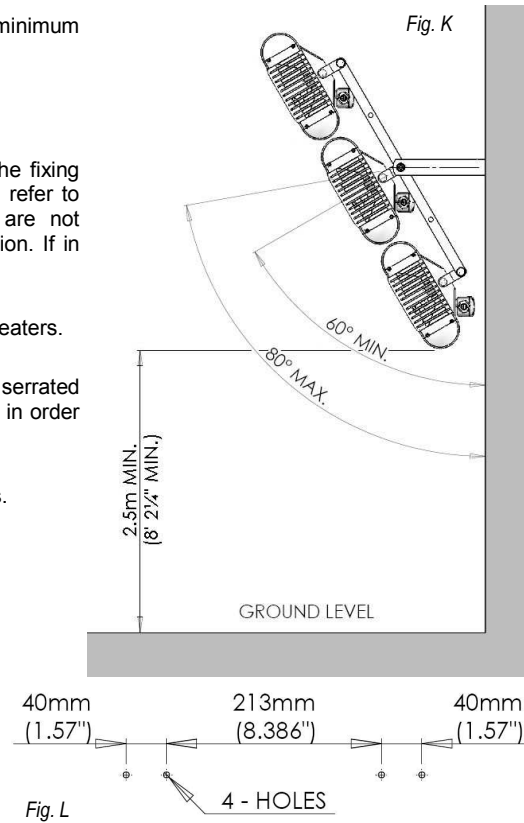 minimum
he fixing
refer to
are not
ion. If in
eaters.
serrated
in order
s.
Fig. K
60° MIN.
80° MAX.
2.5m MIN.
(8' 2¼" MIN.)
GROUND LEVEL
40mm
(1.57")
213mm
(8.386")
40mm
(1.57")
4 - HOLES
Fig. L